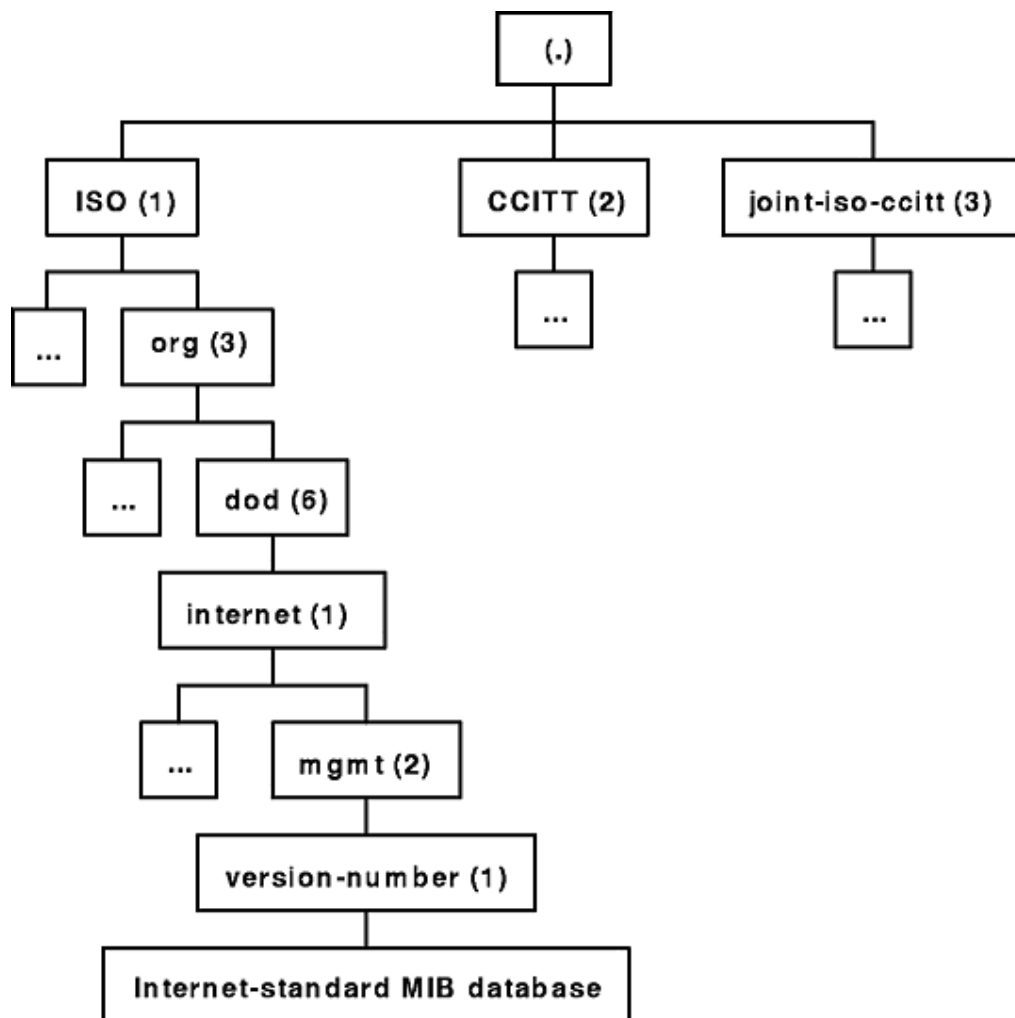 (.)
ISO (1)
CCITT (2)
joint-iso-ccitt (3)
...
org (3)
...
...
...
dod (6)
internet (1)
...
mgmt (2)
version-number (1)
Internet-standard MIB database